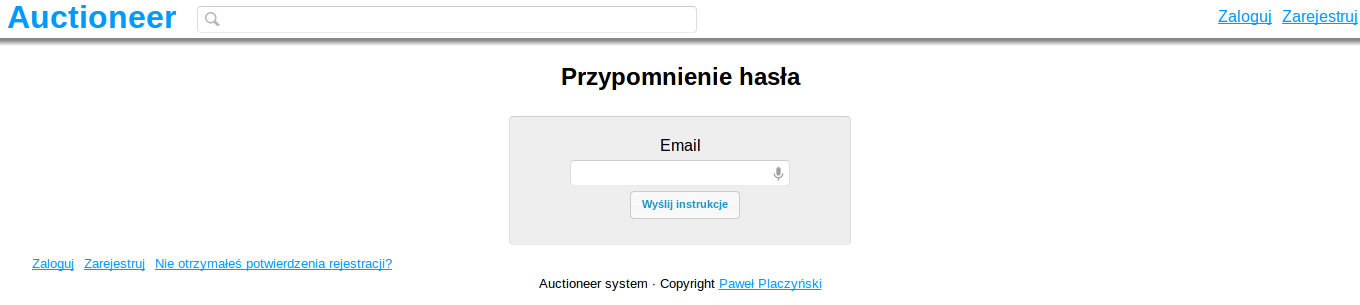 Auctioneer Zaloguj Zarejestruj
Przypomnienie hasła
Email
Wyślij instrukcje
Zaloguj Zarejestruj Nie otrzymałeś potwierdzenia rejestracji?
Auctioneer system · Copyright Paweł Placzyński